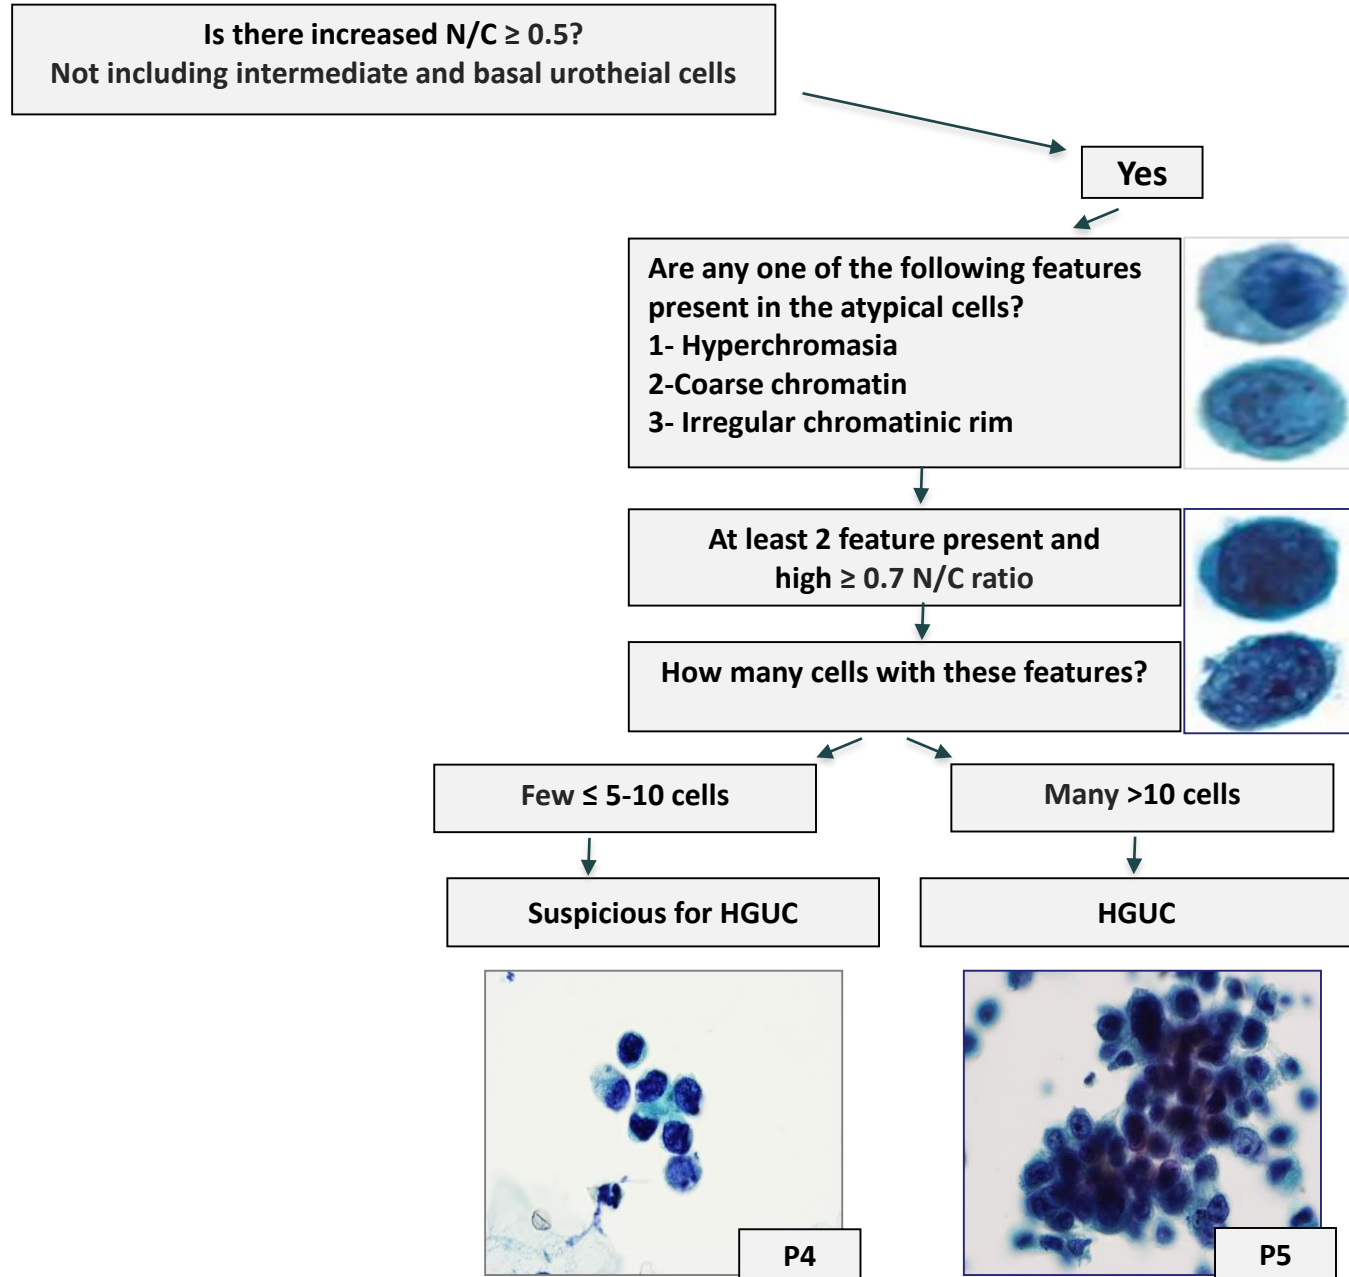 Is there increased N/C ≥ 0.5?
Not including intermediate and basal urotheial cells
Yes
Are any one of the following features
present in the atypical cells?
1- Hyperchromasia
2-Coarse chromatin
3- Irregular chromatinic rim
At least 2 feature present and
high ≥ 0.7 N/C ratio
How many cells with these features?
Few ≤ 5-10 cells
Many >10 cells
Suspicious for HGUC
HGUC
P4
P5